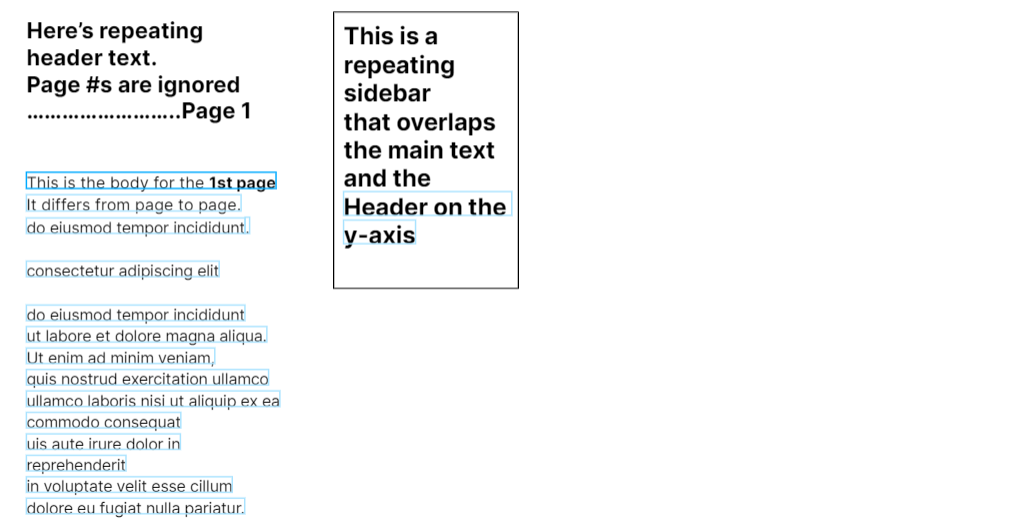 Here’s repeating
header text.
Page #s are ignored
……………………..Page 1
This is the body for the 1st page
It differs from page to page.
do eiusmod tempor incididunt.
consectetur adipiscing elit
do eiusmod tempor incididunt
ut labore et dolore magna aliqua.
Ut enim ad minim veniam,
quis nostrud exercitation ullamco
ullamco laboris nisi ut aliquip ex ea
commodo consequat
uis aute irure dolor in
reprehenderit
in voluptate velit esse cillum
dolore eu fugiat nulla pariatur.
This is a
repeating
sidebar
that overlaps
the main text
and the
Header on the
y-axis